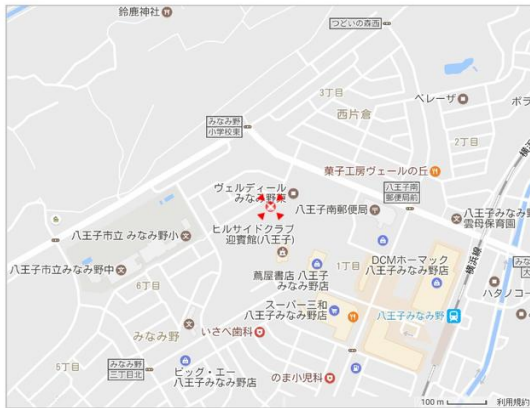 鈴鹿神社
つどいの森西
3丁目
西片倉
ペレーザ
ボラ
みなみ野
小学校東
2丁目
横浜線
菓子工房ヴェールの丘
ヴェルディール
みなみ野東
八王子南
郵便局前
八王子南郵便局
八王子みなみ野
雲母保育園
八王子市立 みなみ野小
ヒルサイドクラブ
迎賓館(八王子)
八王子市立みなみ野中
蔦屋書店 八王子
みなみ野店
1丁目
DCMホーマック
八王子みなみ野店
ハタノコー
6丁目
スーパー三和
八王子みなみ野店
八王子みなみ野
みなみ野
いさべ歯科
5丁目
みなみ野
三丁目北
ビッグ・エー
八王子みなみ野店
のま小児科
100 m
利用規約